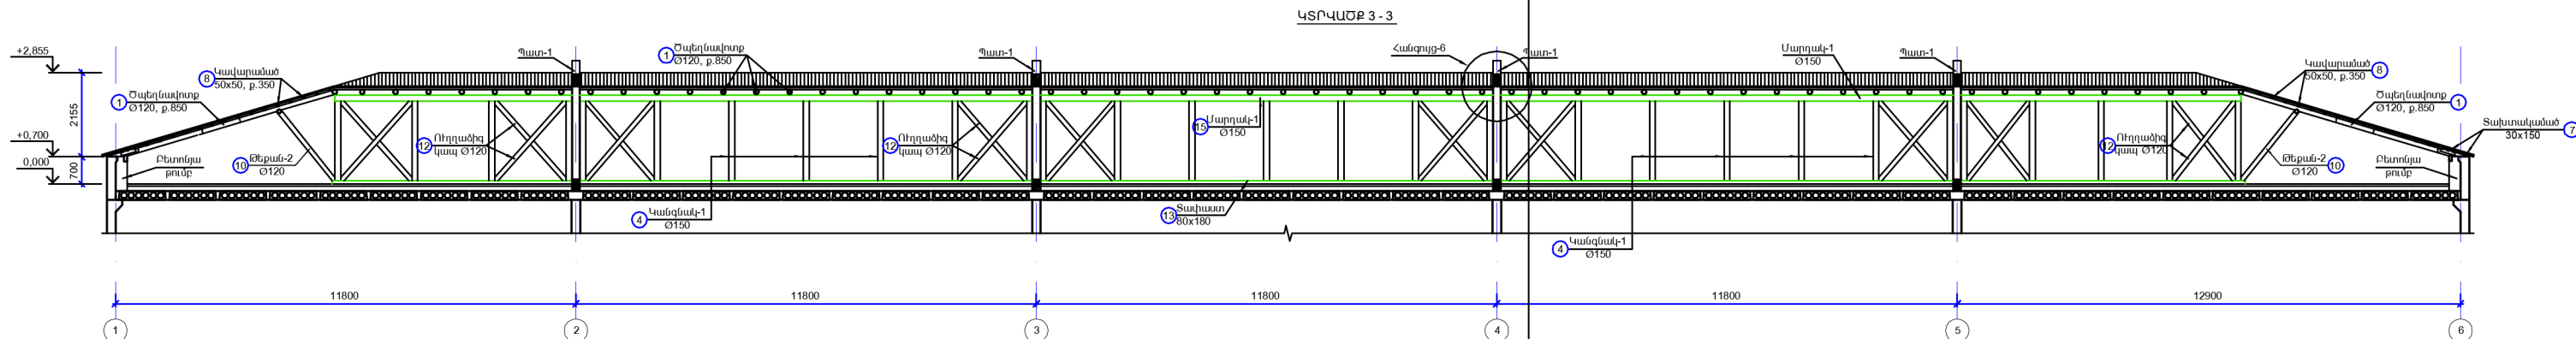 ԿՏՐՎԱԾՔ 3 - 3
+2,855
+0,700
0,000
2155
700
8 Կավարամած
50x50, ք.350
1 Ծպեղնավոտք
Ø120, ք.850
Բետոնյա
թումբ
10 Թեքան-2
Ø120
Պատ-1
1 Ծպեղնավոտք
Ø120, ք.850
12 Ուղղաձիգ
կապ Ø120
4 Կանգնակ-1
Ø150
Պատ-1
12 Ուղղաձիգ
կապ Ø120
15 Մարդակ-1
Ø150
13 Տափաստ
80x180
Հանգույց-6
Պատ-1
Մարդակ-1
Ø150
Պատ-1
4 Կանգնակ-1
Ø150
12 Ուղղաձիգ
կապ Ø120
Կավարամած 8
50x50, ք.350
Ծպեղնավոտք 1
Ø120, ք.850
Տախտակամած 7
30x150
Թեքան-2 10
Ø120
Բետոնյա
թումբ
11800
11800
11800
11800
12900
1
2
3
4
5
6